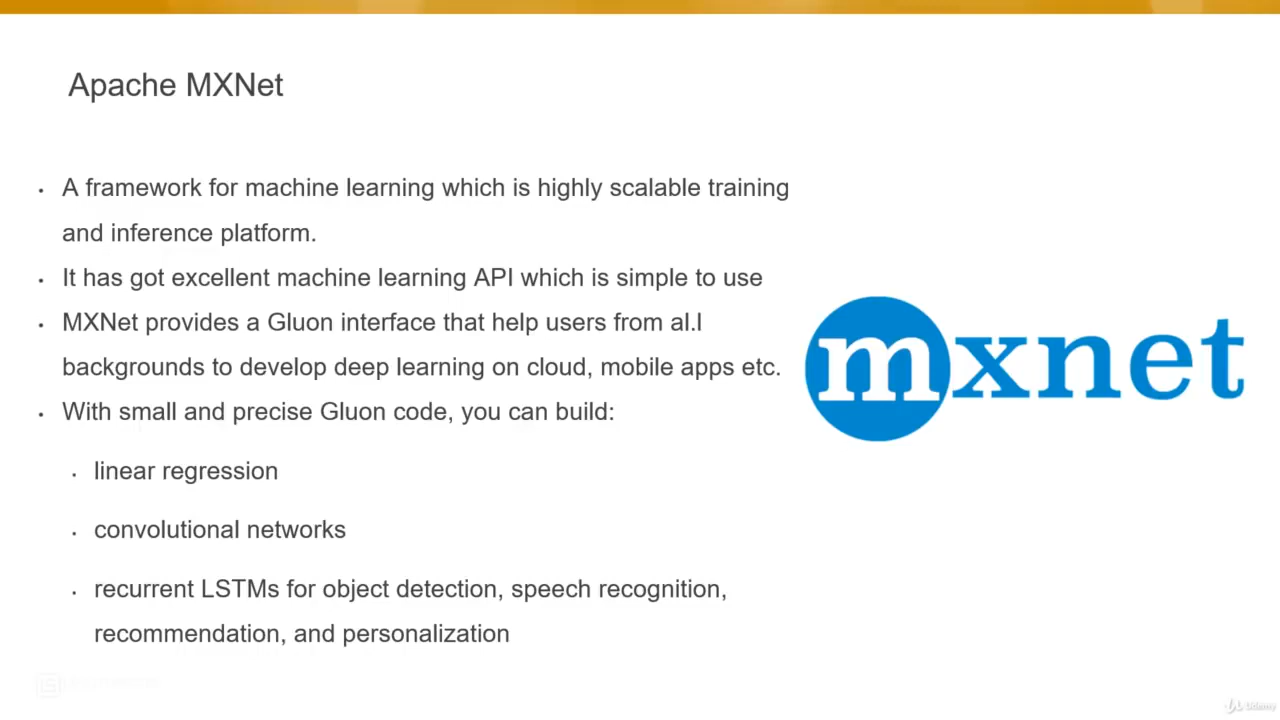 Apache MXNet
• A framework for machine learning which is highly scalable training
and inference platform.
• It has got excellent machine learning API which is simple to use
• MXNet provides a Gluon interface that help users from al.l
backgrounds to develop deep learning on cloud, mobile apps etc.
• With small and precise Gluon code, you can build:
• linear regression
• convolutional networks
• recurrent LSTMs for object detection, speech recognition,
recommendation, and personalization
mxnet
Udemy